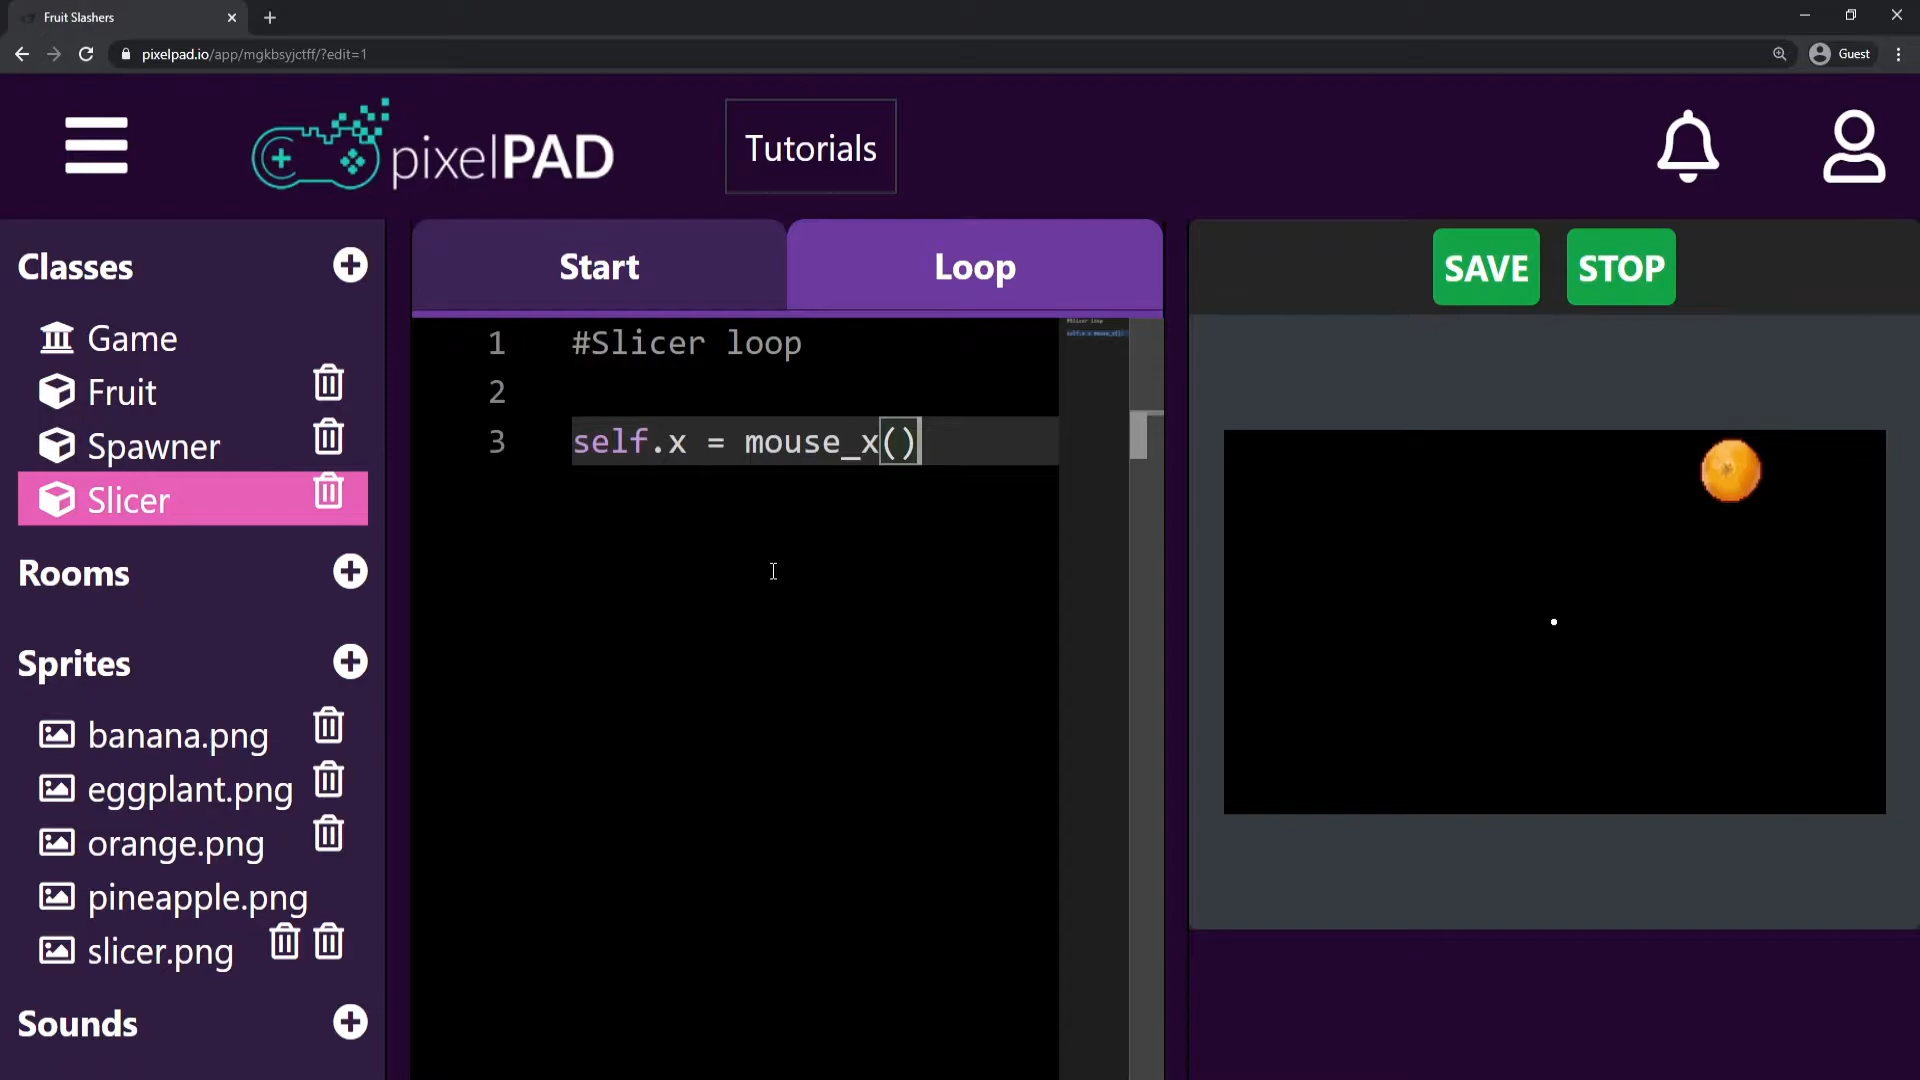 Fruit Slashers
pixelpad.io/app/mgkbsyjctff/?edit=1
Guest
pixelPAD
Tutorials
Classes
Game
Fruit
Spawner
Slicer
Rooms
Sprites
banana.png
eggplant.png
orange.png
pineapple.png
slicer.png
Sounds
Start
Loop
1 #Slicer loop
2
3 self.x = mouse_x()
SAVE
STOP